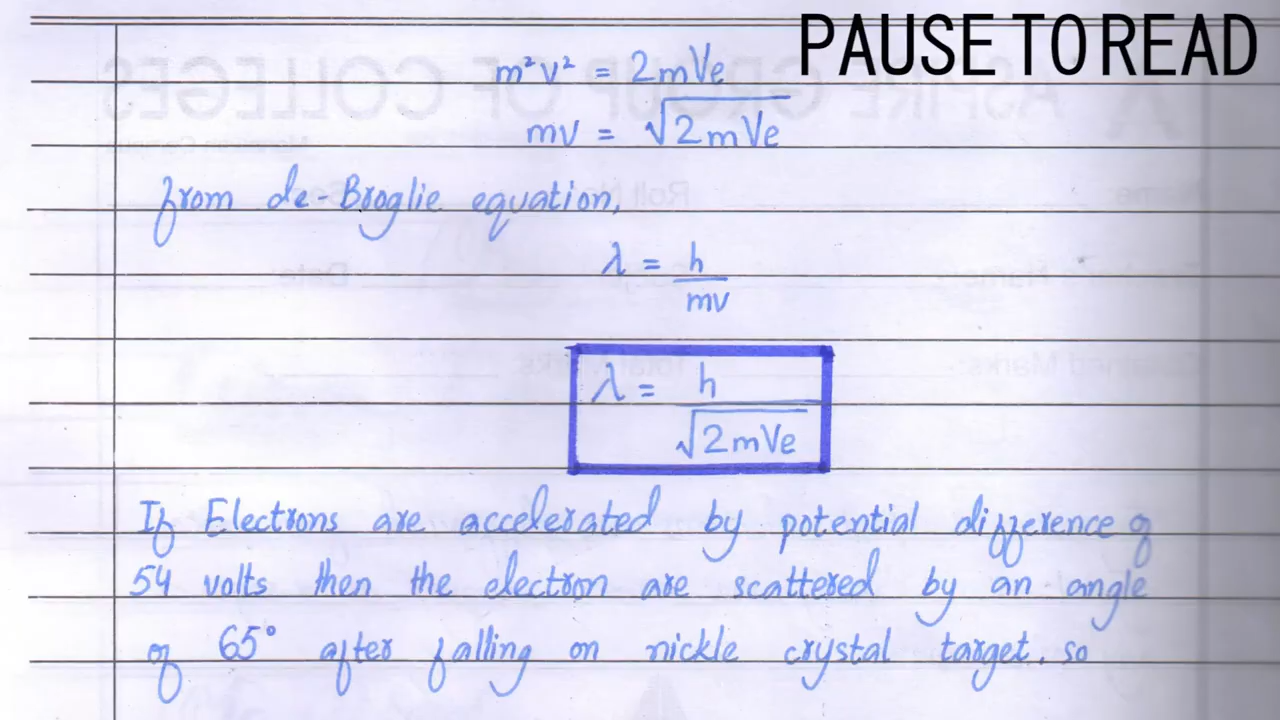 PAUSE TO READ
m²v² = 2mVe
mv = √2mVe
from de-Broglie equation,
λ = h
mv
λ = h
√2mVe
If Electrons are accelerated by potential difference of
54 volts then the electron are scattered by an angle
of 65° after falling on nickle crystal target. so